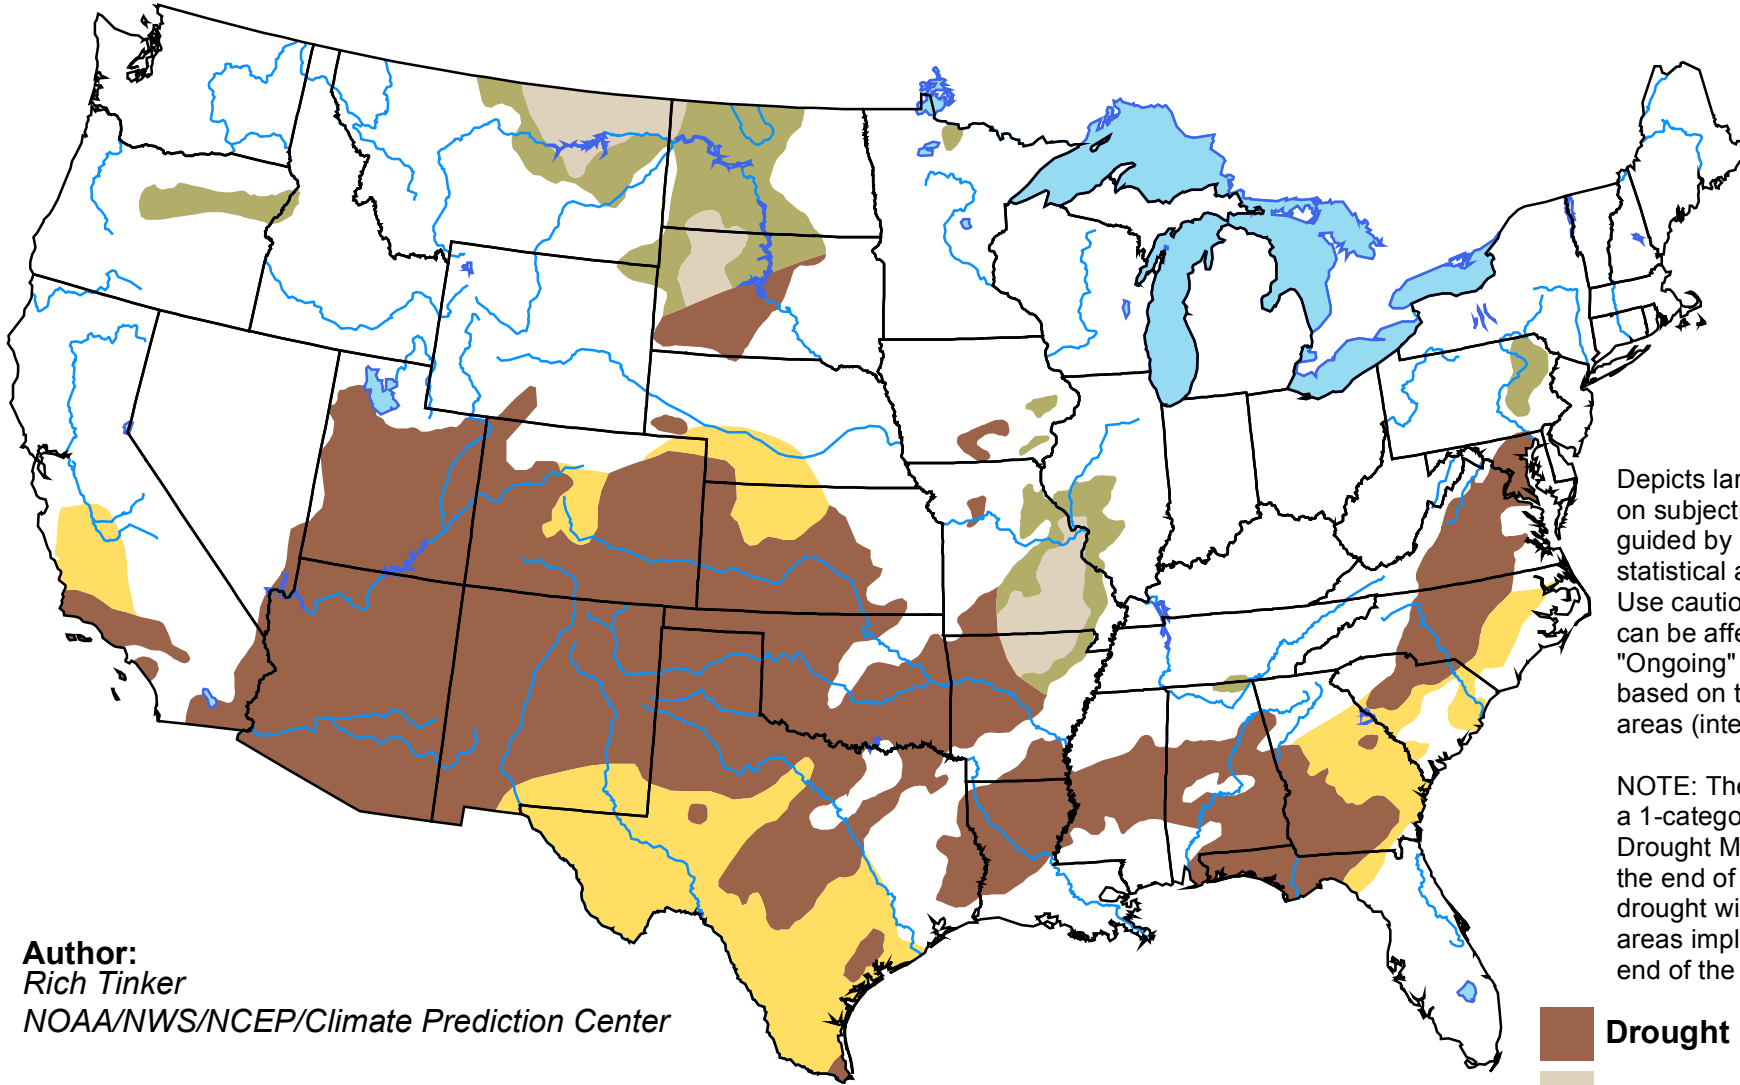 Depicts lar
on subjecti
guided by
statistical a
Use cautio
can be affe
"Ongoing"
based on t
areas (inte
NOTE: The
a 1-catego
Drought M
the end of
drought wi
areas impl
end of the
Author:
Rich Tinker
NOAA/NWS/NCEP/Climate Prediction Center
Drought